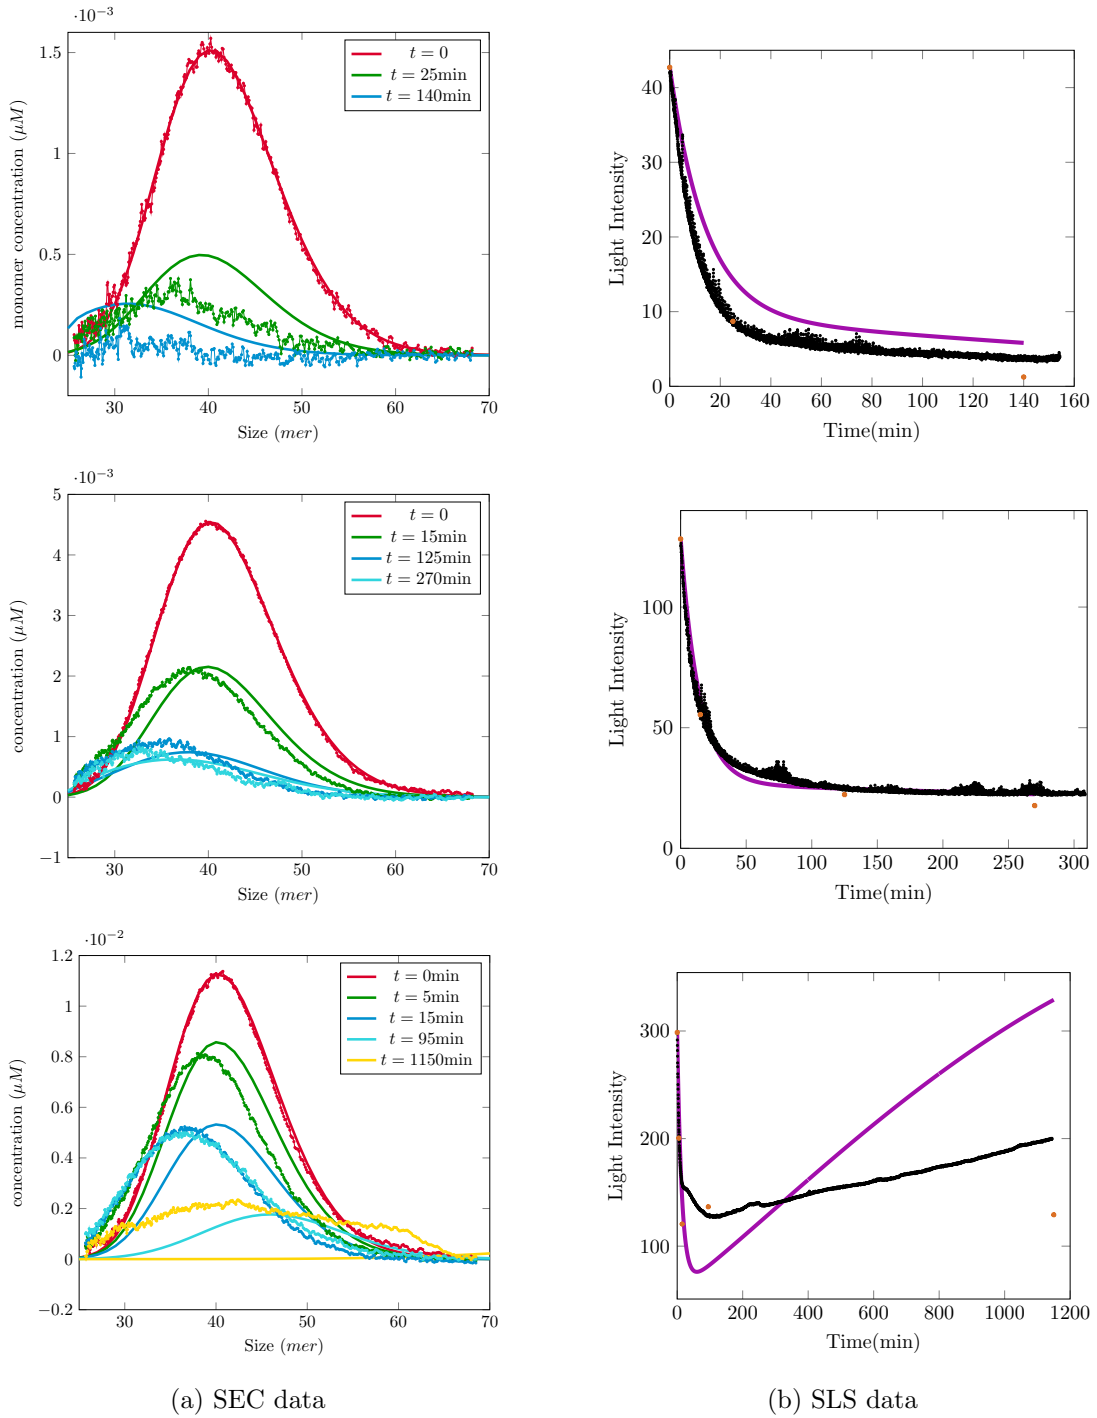 ·10⁻³
1.5
1
0.5
0
30 40 50 60 70
Size (mer)
monomer concentration (μM)
t = 0
t = 25min
t = 140min
40
30
20
10
0
0 20 40 60 80 100 120 140 160
Time(min)
Light Intensity
·10⁻³
5
4
3
2
1
0
−1
30 40 50 60 70
Size (mer)
concentration (μM)
t = 0
t = 15min
t = 125min
t = 270min
100
50
0
0 50 100 150 200 250 300
Time(min)
Light Intensity
·10⁻²
1.2
1
0.8
0.6
0.4
0.2
0
−0.2
30 40 50 60 70
Size (mer)
concentration (μM)
t = 0min
t = 5min
t = 15min
t = 95min
t = 1150min
300
200
100
0 200 400 600 800 1000 1200
Time(min)
Light Intensity
(a) SEC data
(b) SLS data